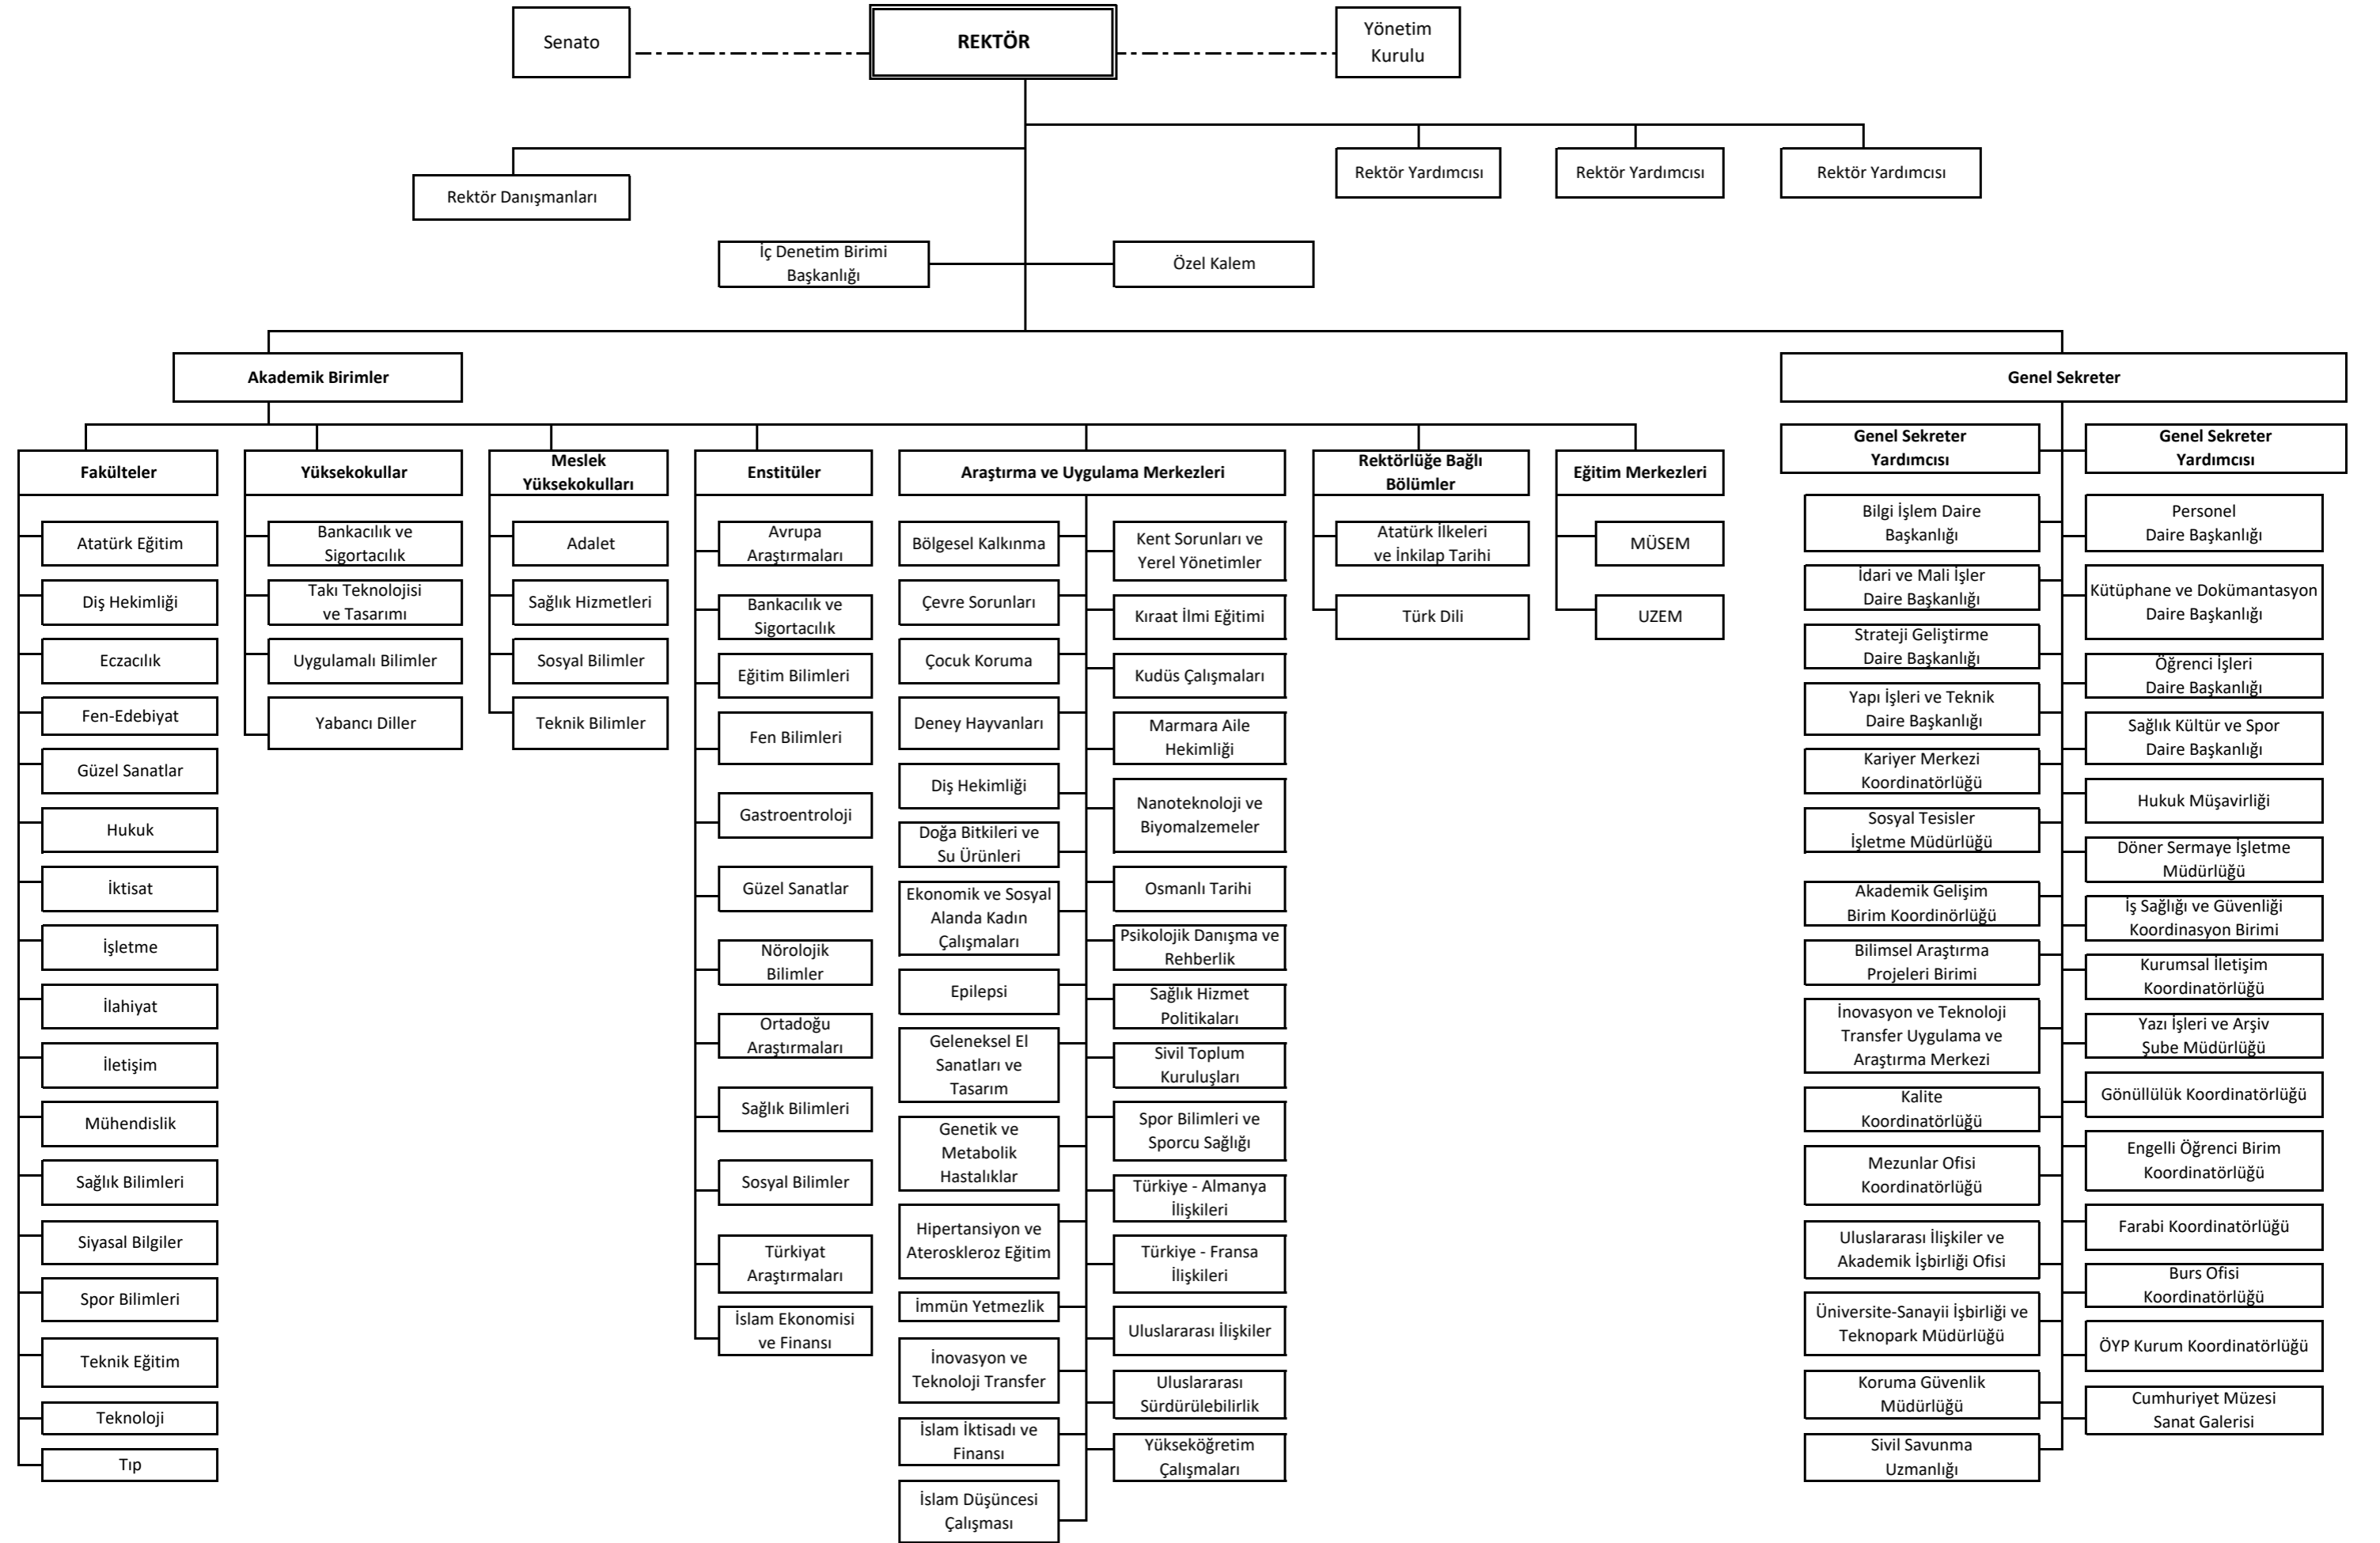 Senato
REKTÖR
Yönetim
Kurulu
Rektör Danışmanları
Rektör Yardımcısı
Rektör Yardımcısı
Rektör Yardımcısı
İç Denetim Birimi
Başkanlığı
Özel Kalem
Akademik Birimler
Genel Sekreter
Genel Sekreter
Yardımcısı
Genel Sekreter
Yardımcısı
Fakülteler
Atatürk Eğitim
Diş Hekimliği
Eczacılık
Fen-Edebiyat
Güzel Sanatlar
Hukuk
İktisat
İşletme
İlahiyat
İletişim
Mühendislik
Sağlık Bilimleri
Siyasal Bilgiler
Spor Bilimleri
Teknik Eğitim
Teknoloji
Tıp
Yüksekokullar
Bankacılık ve
Sigortacılık
Takı Teknolojisi
ve Tasarımı
Uygulamalı Bilimler
Yabancı Diller
Meslek
Yüksekokulları
Adalet
Sağlık Hizmetleri
Sosyal Bilimler
Teknik Bilimler
Enstitüler
Avrupa
Araştırmaları
Bankacılık ve
Sigortacılık
Eğitim Bilimleri
Fen Bilimleri
Gastroentroloji
Güzel Sanatlar
Nörolojik
Bilimler
Ortadoğu
Araştırmaları
Sağlık Bilimleri
Sosyal Bilimler
Türkiyat
Araştırmaları
İslam Ekonomisi
ve Finansı
Araştırma ve Uygulama Merkezleri
Bölgesel Kalkınma
Çevre Sorunları
Çocuk Koruma
Deney Hayvanları
Diş Hekimliği
Doğa Bitkileri ve
Su Ürünleri
Ekonomik ve Sosyal
Alanda Kadın
Çalışmaları
Epilepsi
Geleneksel El
Sanatları ve
Tasarım
Genetik ve
Metabolik
Hastalıklar
Hipertansiyon ve
Ateroskleroz Eğitim
İmmün Yetmezlik
İnovasyon ve
Teknoloji Transfer
İslam İktisadı ve
Finansı
İslam Düşüncesi
Çalışması
Kent Sorunları ve
Yerel Yönetimler
Kıraat İlmi Eğitimi
Kudüs Çalışmaları
Marmara Aile
Hekimliği
Nanoteknoloji ve
Biyomalzemeler
Osmanlı Tarihi
Psikolojik Danışma ve
Rehberlik
Sağlık Hizmet
Politikaları
Sivil Toplum
Kuruluşları
Spor Bilimleri ve
Sporcu Sağlığı
Türkiye - Almanya
İlişkileri
Türkiye - Fransa
İlişkileri
Uluslararası İlişkiler
Uluslararası
Sürdürülebilirlik
Yükseköğretim
Çalışmaları
Rektörlüğe Bağlı
Bölümler
Atatürk İlkeleri
ve İnkilap Tarihi
Türk Dili
Eğitim Merkezleri
MÜSEM
UZEM
Bilgi İşlem Daire
Başkanlığı
İdari ve Mali İşler
Daire Başkanlığı
Strateji Geliştirme
Daire Başkanlığı
Yapı İşleri ve Teknik
Daire Başkanlığı
Kariyer Merkezi
Koordinatörlüğü
Sosyal Tesisler
İşletme Müdürlüğü
Akademik Gelişim
Birim Koordinörlüğü
Bilimsel Araştırma
Projeleri Birimi
İnovasyon ve Teknoloji
Transfer Uygulama ve
Araştırma Merkezi
Kalite
Koordinatörlüğü
Mezunlar Ofisi
Koordinatörlüğü
Uluslararası İlişkiler ve
Akademik İşbirliği Ofisi
Üniversite-Sanayii İşbirliği ve
Teknopark Müdürlüğü
Koruma Güvenlik
Müdürlüğü
Sivil Savunma
Uzmanlığı
Personel
Daire Başkanlığı
Kütüphane ve Dokümantasyon
Daire Başkanlığı
Öğrenci İşleri
Daire Başkanlığı
Sağlık Kültür ve Spor
Daire Başkanlığı
Hukuk Müşavirliği
Döner Sermaye İşletme
Müdürlüğü
İş Sağlığı ve Güvenliği
Koordinasyon Birimi
Kurumsal İletişim
Koordinatörlüğü
Yazı İşleri ve Arşiv
Şube Müdürlüğü
Gönüllülük Koordinatörlüğü
Engelli Öğrenci Birim
Koordinatörlüğü
Farabi Koordinatörlüğü
Burs Ofisi
Koordinatörlüğü
ÖYP Kurum Koordinatörlüğü
Cumhuriyet Müzesi
Sanat Galerisi